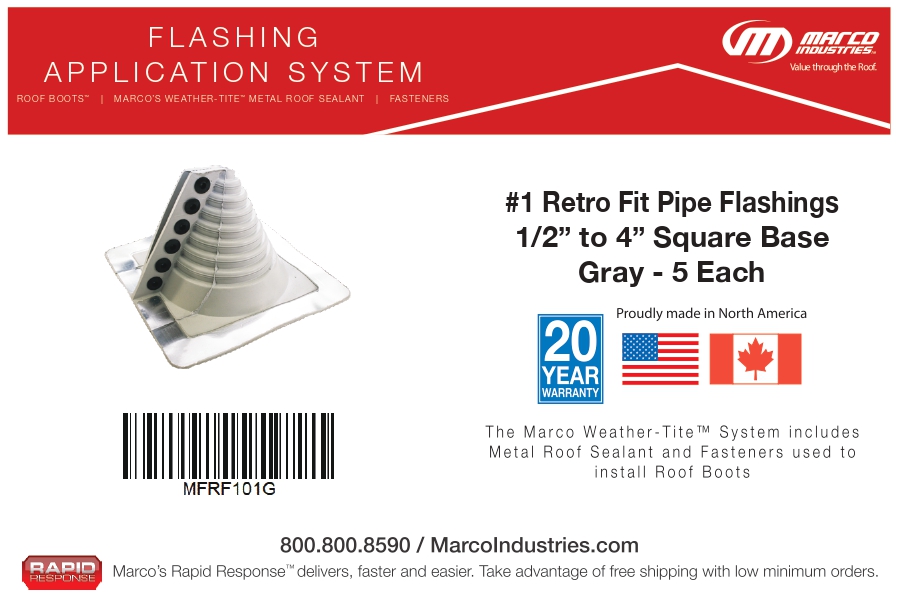 FLASHING
APPLICATION SYSTEM
ROOF BOOTS™ | MARCO'S WEATHER-TITE™ METAL ROOF SEALANT | FASTENERS
MARCO
INDUSTRIES™
Value through the Roof.
#1 Retro Fit Pipe Flashings
1/2” to 4” Square Base
Gray - 5 Each
Proudly made in North America
20
YEAR
WARRANTY
The Marco Weather-Tite™ System includes
Metal Roof Sealant and Fasteners used to
install Roof Boots
MFRF101G
800.800.8590 / MarcoIndustries.com
RAPID
RESPONSE
Marco’s Rapid Response™ delivers, faster and easier. Take advantage of free shipping with low minimum orders.